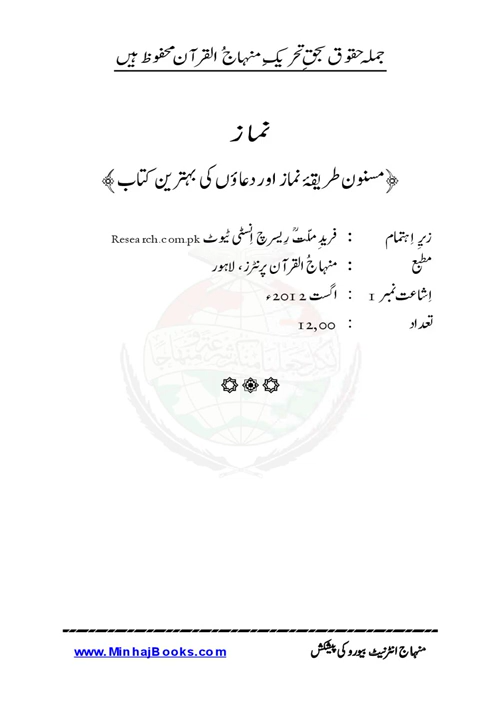 جملہ حقوق بحقِ تحریکِ منہاجُ القرآن محفوظ ہیں
نماز
﴿مسنون طریقۂ نماز اور دعاؤں کی بہترین کتاب﴾
زیرِ اِہتمام : فریدِ ملّتؒ رِیسرچ اِنسٹی ٹیوٹ Research.com.pk
مطبع : منہاجُ القرآن پرنٹرز، لاہور
اِشاعت نمبر 1 : اگست 2012ء
تعداد : 12,00
منہاج انٹرنیٹ بیورو کی پیشکش www.MinhajBooks.com